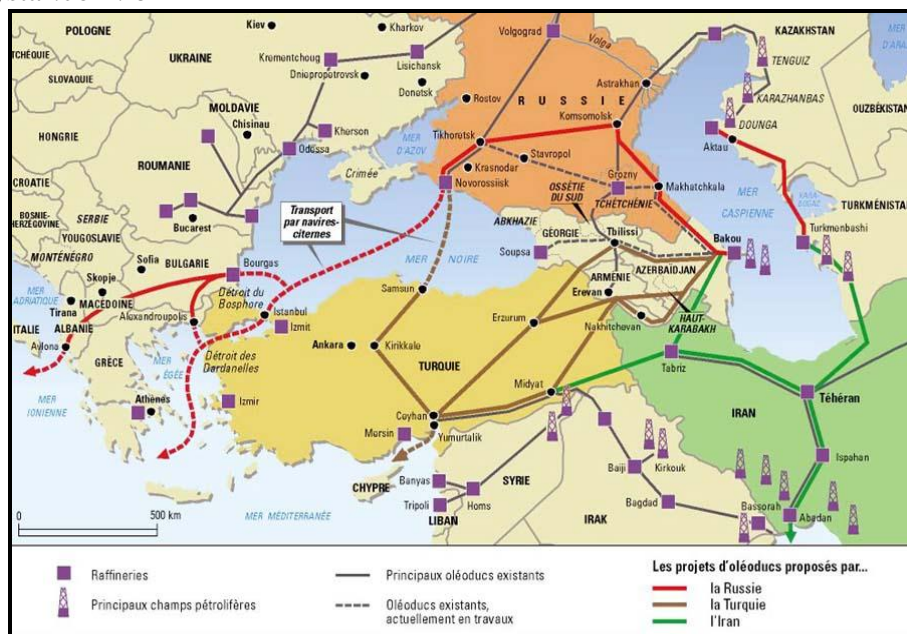 POLOGNE
Kiev
Kharkov
Volgograd
Volga
KAZAKHSTAN
TCHÉQUIE
UKRAINE
Krementchoug
Lisichansk
Dniepropetrovsk
Donetsk
Astrakhan
TENGUIZ
SLOVAQUIE
MOLDAVIE
Chisinau
Rostov
RUSSIE
KARAZHANBAS
OUZBÉKISTAN
HONGRIE
Kherson
MER D'AZOV
Tikhoretsk
Komsomolsk
DOUNGA
Aktau
Odessa
Stavropol
ROUMANIE
Crimée
Krasnodar
Grozny
CROATIE
Novorossiisk
OSSÉTIE DU SUD
TCHÉTCHÉNIE
Makhatchkala
MER CASPIENNE
TURKMÉNISTAN
BOSNIE-HERZÉGOVINE
SERBIE
Bucarest
Transport par navires-citernes
ABKHAZIE
GÉORGIE
Tbilissi
Turkmonbashi
YOUGOSLAVIE
Soupsa
Bakou
MONTÉNÉGRO
Sofia
BULGARIE
Bourgas
MER NOIRE
ARMÉNIE
AZERBAÏDJAN
MER ADRIATIQUE
Skopje
MACÉDOINE
Détroit du Bosphore
Samsun
Erevan
Tirana
Istanbul
Erzurum
HAUT-KARABAKH
ITALIE
ALBANIE
Alexandroupolis
Izmit
Nakhitchevan
Avlona
Détroit des Dardanelles
Ankara
Kirikkale
GRÈCE
MER ÉGÉE
TURQUIE
Tabriz
Midyat
Téhéran
MER IONIENNE
Athènes
Izmir
Ceyhan
IRAN
Mersin
Yumurtalik
Ispahan
CHYPRE
Banyas
SYRIE
Baiji
Kirkouk
Tripoli
Homs
Bagdad
Bassorah
Abadan
0
500 km
MER MÉDITERRANÉE
LIBAN
IRAK
Raffineries
Principaux oléoducs existants
Les projets d'oléoducs proposés par...
la Russie
Principaux champs pétrolifères
Oléoducs existants, actuellement en travaux
la Turquie
l'Iran